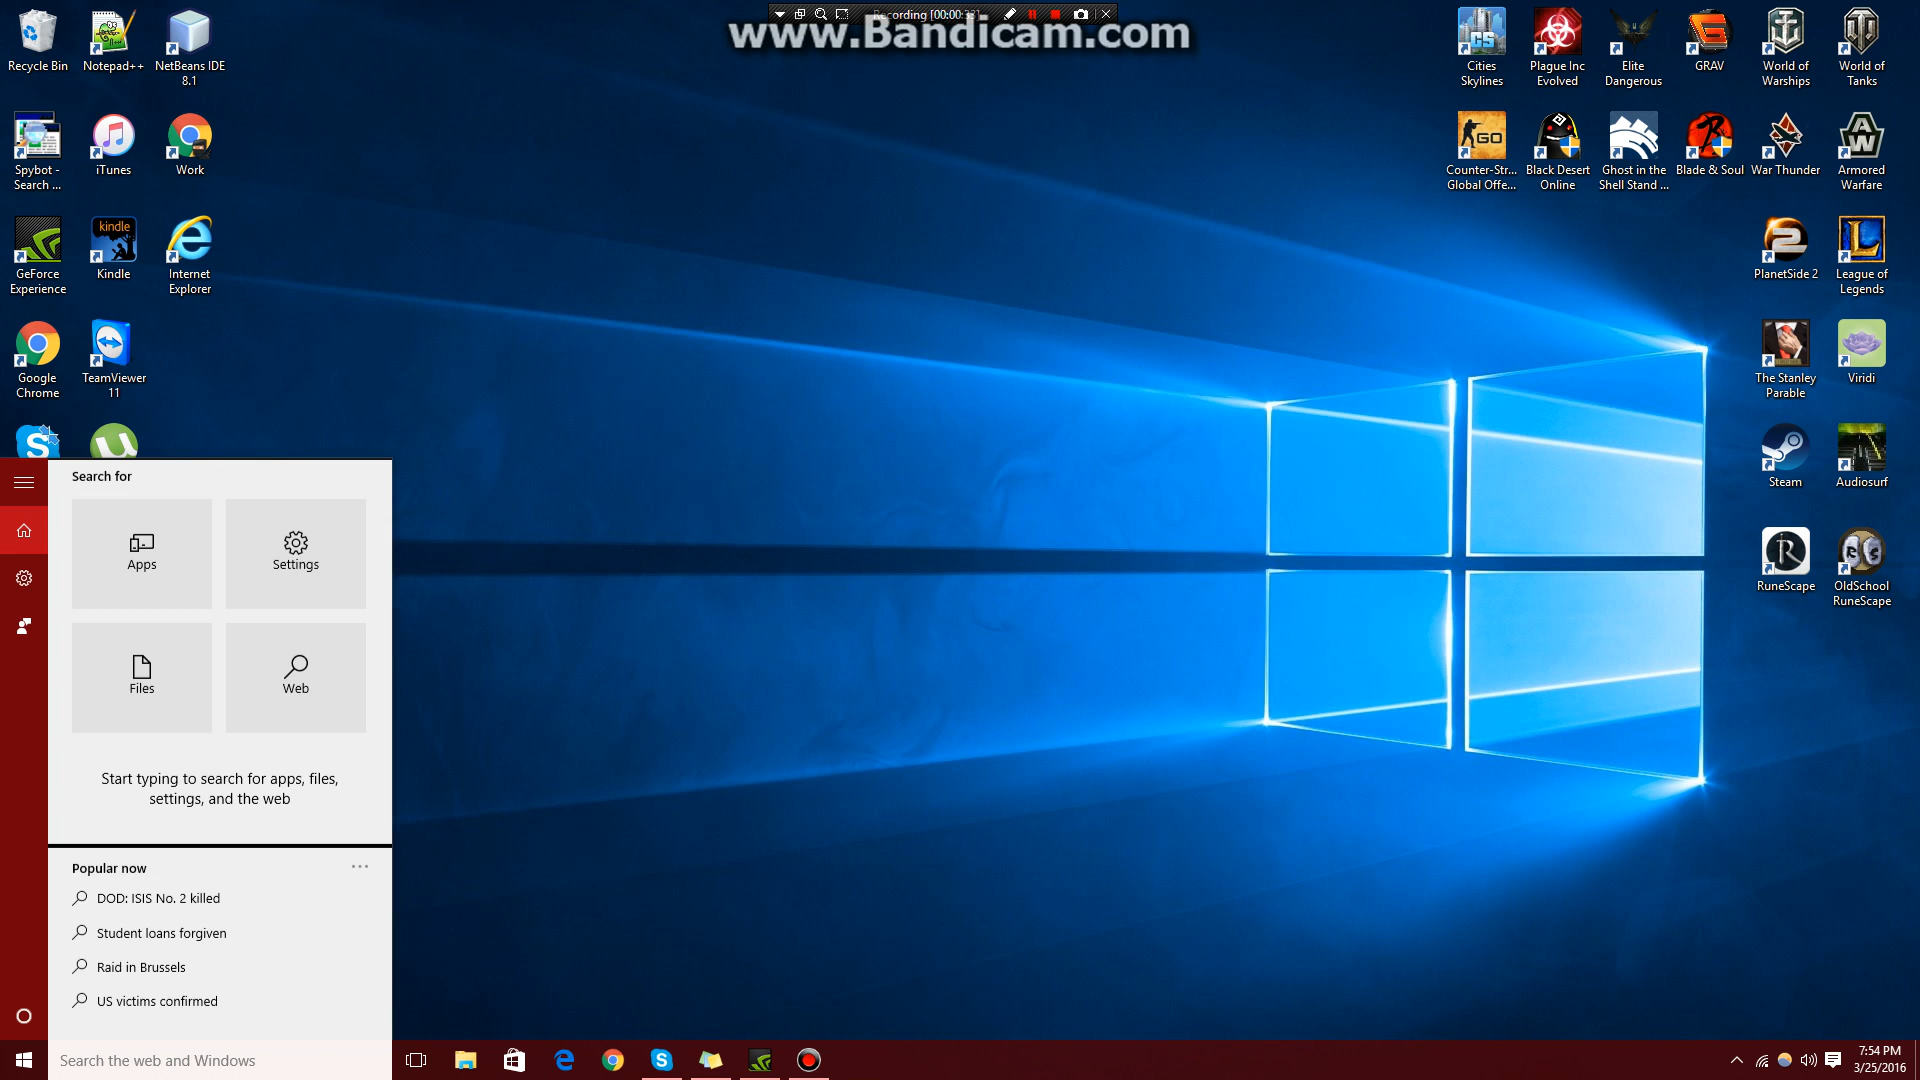 Recording [00:00:33]
www.Bandicam.com
Recycle Bin
Notepad++
NetBeans IDE
8.1
Spybot -
Search ...
iTunes
Work
GeForce
Experience
kindle
Kindle
Internet
Explorer
Google
Chrome
TeamViewer
11
Cities
Skylines
Plague Inc
Evolved
Elite
Dangerous
GRAV
World of
Warships
World of
Tanks
CS
GO
Counter-Str...
Global Offe...
Black Desert
Online
Ghost in the
Shell Stand ...
Blade & Soul
War Thunder
AW
Armored
Warfare
PlanetSide 2
League of
Legends
The Stanley
Parable
Viridi
Steam
Audiosurf
RuneScape
OldSchool
RuneScape
Search for
Apps
Settings
Files
Web
Start typing to search for apps, files,
settings, and the web
Popular now
DOD: ISIS No. 2 killed
Student loans forgiven
Raid in Brussels
US victims confirmed
Search the web and Windows
7:54 PM
3/25/2016